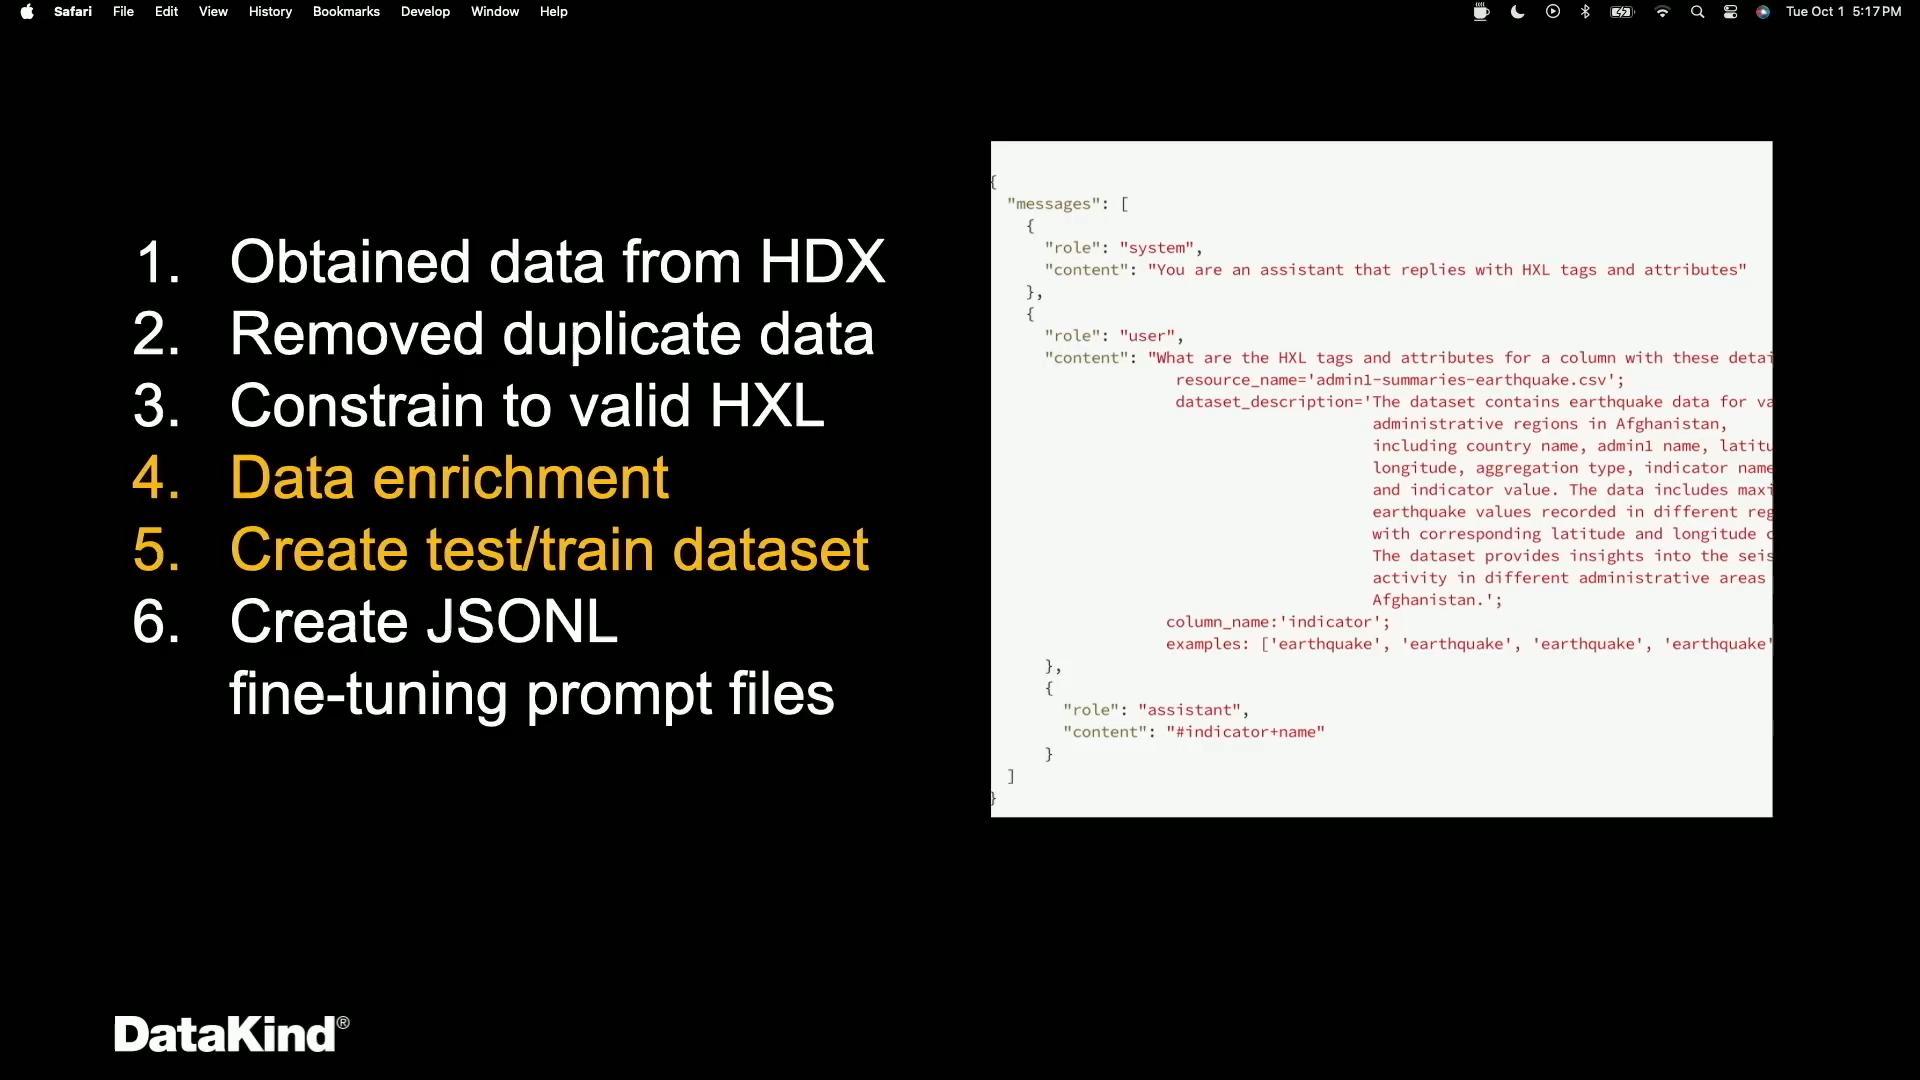 Safari File Edit View History Bookmarks Develop Window Help Tue Oct 1 5:17 PM
1. Obtained data from HDX
2. Removed duplicate data
3. Constrain to valid HXL
4. Data enrichment
5. Create test/train dataset
6. Create JSONL
fine-tuning prompt files
{
"messages": [
{
"role": "system",
"content": "You are an assistant that replies with HXL tags and attributes"
},
{
"role": "user",
"content": "What are the HXL tags and attributes for a column with these detai
resource_name='admin1-summaries-earthquake.csv';
dataset_description='The dataset contains earthquake data for va
administrative regions in Afghanistan,
including country name, admin1 name, latitu
longitude, aggregation type, indicator name
and indicator value. The data includes maxi
earthquake values recorded in different reg
with corresponding latitude and longitude c
The dataset provides insights into the seis
activity in different administrative areas
Afghanistan.';
column_name:'indicator';
examples: ['earthquake', 'earthquake', 'earthquake', 'earthquake'
},
{
"role": "assistant",
"content": "#indicator+name"
}
]
}
DataKind®